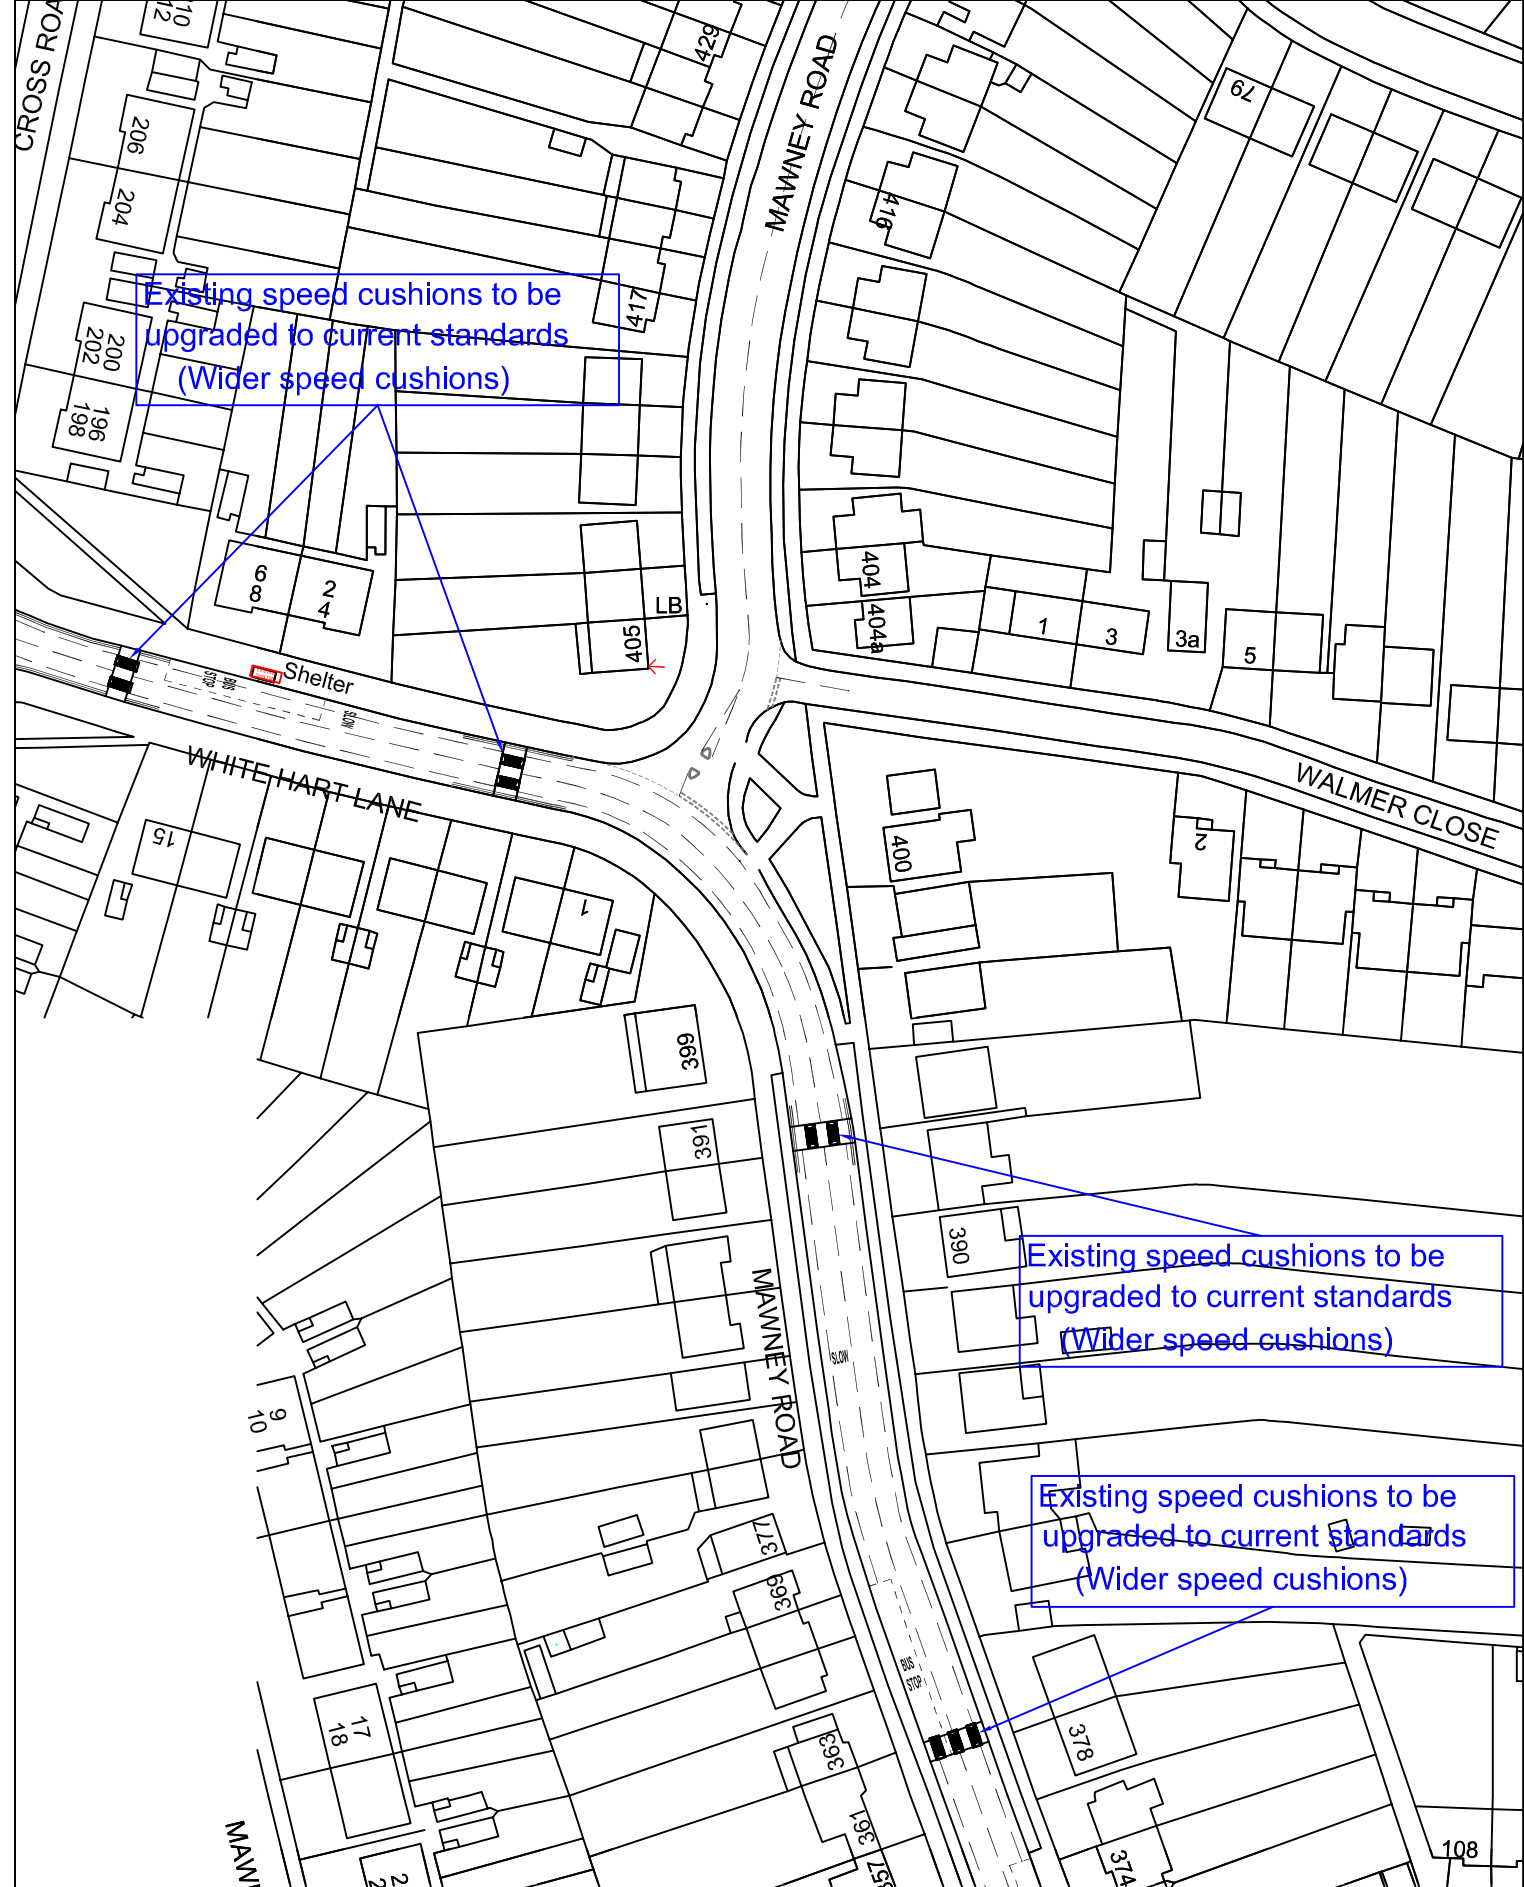 CROSS ROA
10
12
429
MAWNEY ROAD
79
206
204
416
417
Existing speed cushions to be
upgraded to current standards
(Wider speed cushions)
200
202
196
198
6
8
2
4
LB
405
404
404a
1
3
3a
5
Shelter
BUS
STOP
SLOW
WHITE HART LANE
WALMER CLOSE
15
1
400
2
399
391
390
Existing speed cushions to be
upgraded to current standards
(Wider speed cushions)
MAWNEY ROAD
SLOW
9
10
Existing speed cushions to be
upgraded to current standards
(Wider speed cushions)
377
369
BUS
STOP
17
18
363
378
361
357
374
108
MAWN
2
2